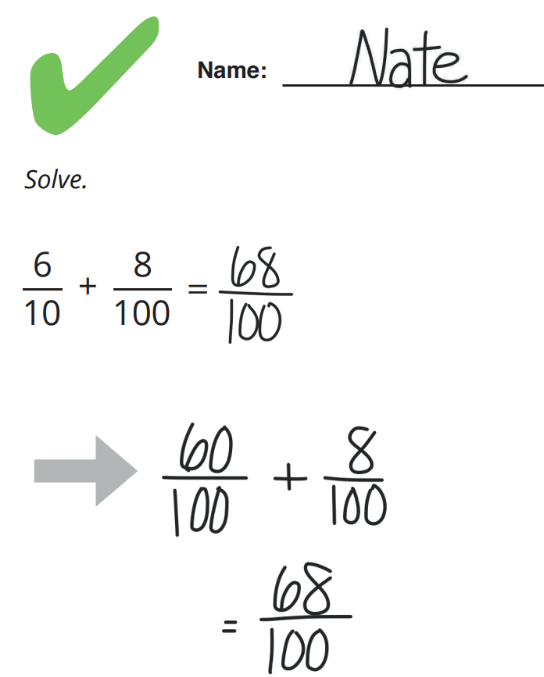 Name: Nate
Solve.
6/10 + 8/100 = 68/100
60/100 + 8/100
= 68/100